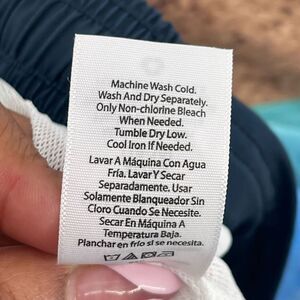 Machine Wash Cold.
Wash And Dry Separately.
Only Non-chlorine Bleach
When Needed.
Tumble Dry Low.
Cool Iron If Needed.
Lavar A Máquina Con Agua
Fría. Lavar Y Secar
Separadamente. Usar
Solamente Blanqueador Sin
Cloro Cuando Se Necesite.
Secar En Máquina A
Temperatura Baja.
Planchar en frío si se necesita.